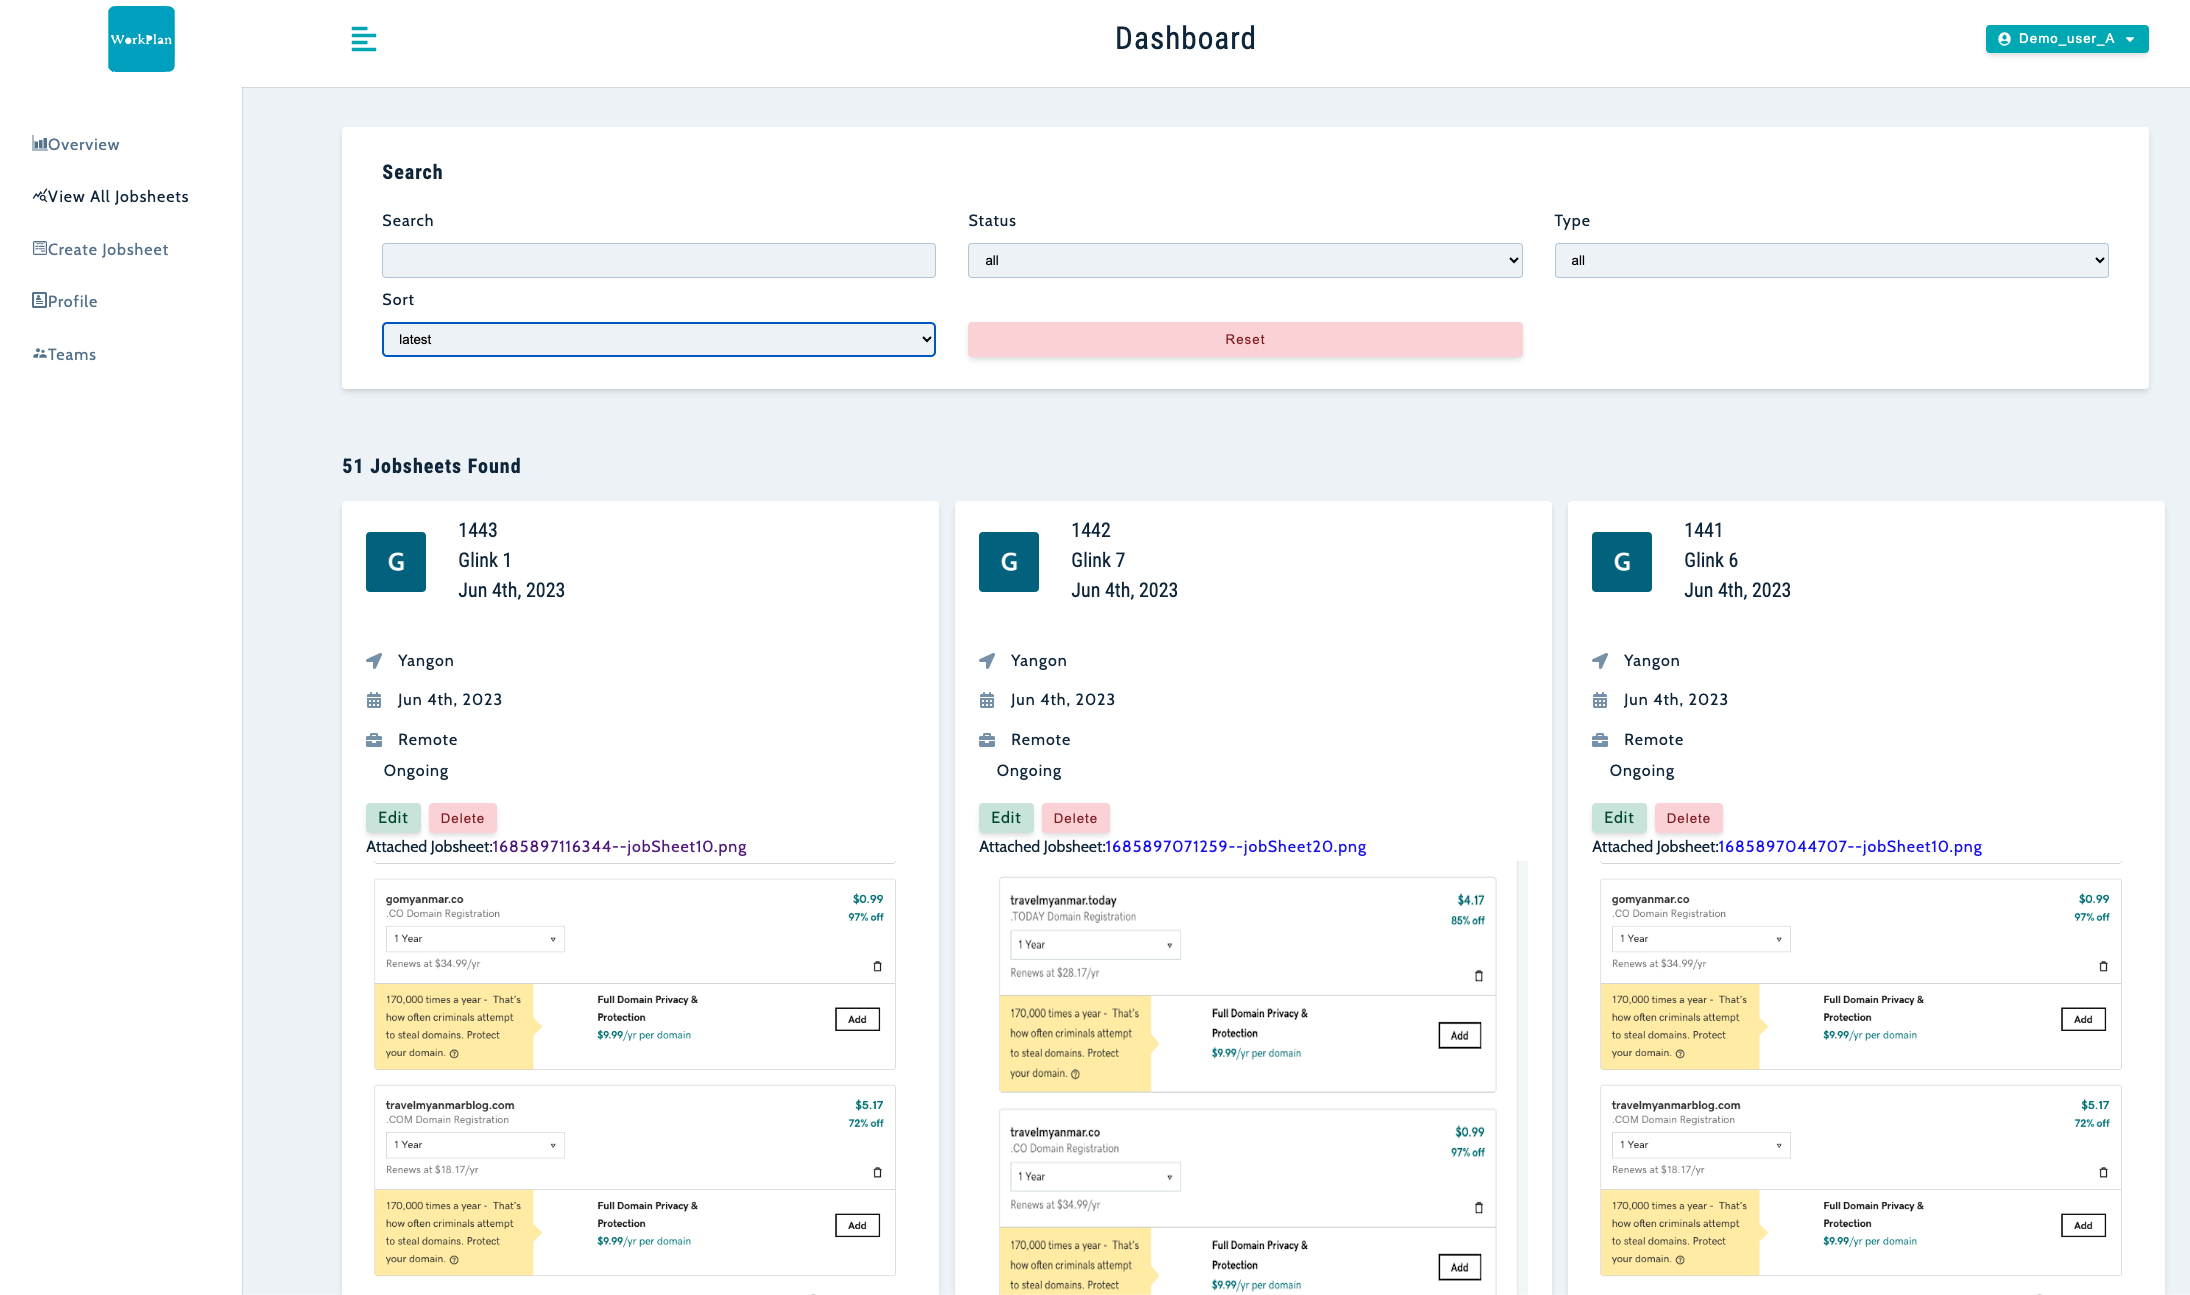 WorkPlan
Dashboard
Demo_user_A
Overview
View All Jobsheets
Create Jobsheet
Profile
Teams
Search
Search
Status
Type
all
all
Sort
latest
Reset
51 Jobsheets Found
G
1443
Glink 1
Jun 4th, 2023
Yangon
Jun 4th, 2023
Remote
Ongoing
Edit
Delete
Attached Jobsheet:1685897116344--jobSheet10.png
gomyanmar.co
$0.99
.CO Domain Registration
97% off
1 Year
Renews at $34.99/yr
170,000 times a year - That's
how often criminals attempt
to steal domains. Protect
your domain.
Full Domain Privacy &
Protection
$9.99/yr per domain
Add
travelmyanmarblog.com
$5.17
.COM Domain Registration
72% off
1 Year
Renews at $18.17/yr
170,000 times a year - That's
how often criminals attempt
to steal domains. Protect
your domain.
Full Domain Privacy &
Protection
$9.99/yr per domain
Add
G
1442
Glink 7
Jun 4th, 2023
Yangon
Jun 4th, 2023
Remote
Ongoing
Edit
Delete
Attached Jobsheet:1685897071259--jobSheet20.png
travelmyanmar.today
$4.17
.TODAY Domain Registration
85% off
1 Year
Renews at $28.17/yr
170,000 times a year - That's
how often criminals attempt
to steal domains. Protect
your domain.
Full Domain Privacy &
Protection
$9.99/yr per domain
Add
travelmyanmar.co
$0.99
.CO Domain Registration
97% off
1 Year
Renews at $34.99/yr
170,000 times a year - That's
how often criminals attempt
to steal domains. Protect
Full Domain Privacy &
Protection
$9.99/yr per domain
Add
G
1441
Glink 6
Jun 4th, 2023
Yangon
Jun 4th, 2023
Remote
Ongoing
Edit
Delete
Attached Jobsheet:1685897044707--jobSheet10.png
gomyanmar.co
$0.99
.CO Domain Registration
97% off
1 Year
Renews at $34.99/yr
170,000 times a year - That's
how often criminals attempt
to steal domains. Protect
your domain.
Full Domain Privacy &
Protection
$9.99/yr per domain
Add
travelmyanmarblog.com
$5.17
.COM Domain Registration
72% off
1 Year
Renews at $18.17/yr
170,000 times a year - That's
how often criminals attempt
to steal domains. Protect
your domain.
Full Domain Privacy &
Protection
$9.99/yr per domain
Add